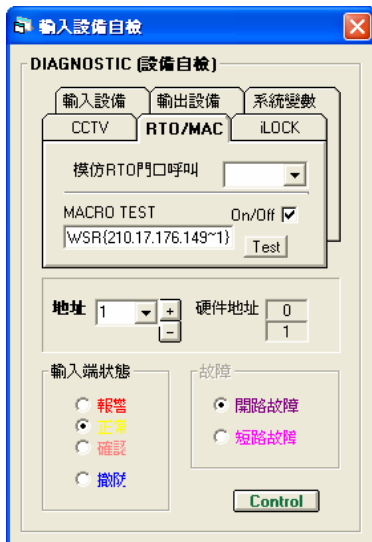 輸入設備自檢
DIAGNOSTIC (設備自檢)
輸入設備 輸出設備 系統變數
CCTV RTO/MAC iLOCK
模仿RTO門口呼叫
MACRO TEST On/Off
WSR{210.17.176.149~1}
Test
地址 1 + - 硬件地址 0 1
輸入端狀態 故障
報警
正常
確認
撤防
開路故障
短路故障
Control